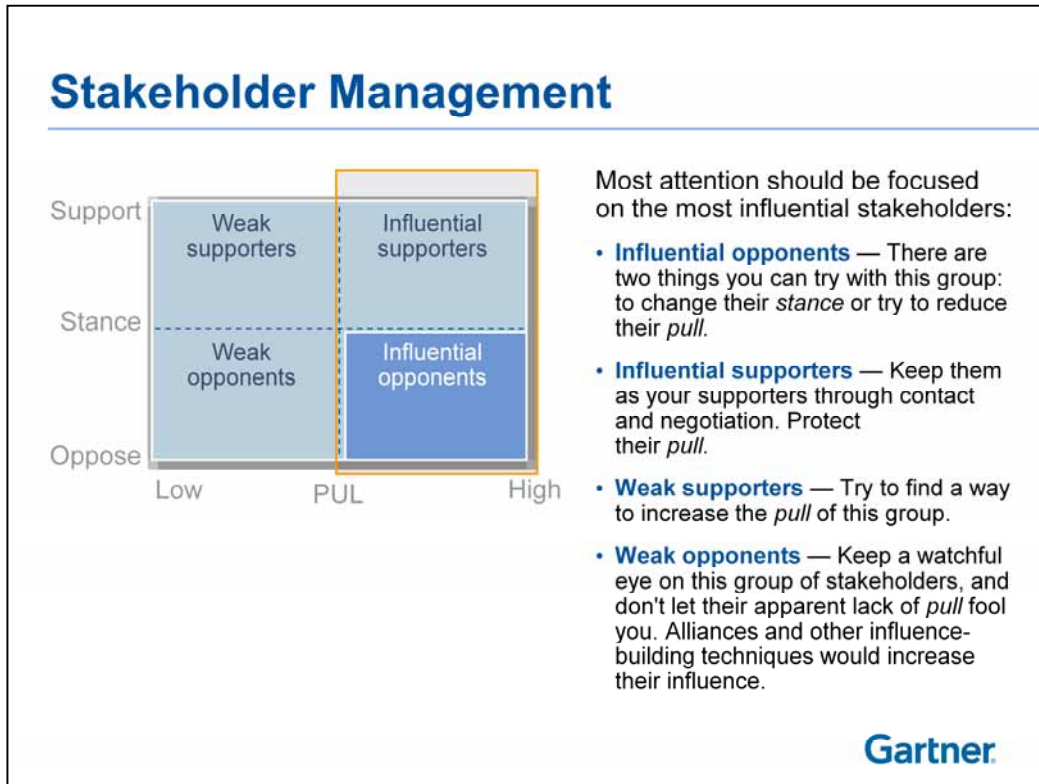 Stakeholder Management
Support
Stance
Oppose
Weak
supporters
Influential
supporters
Weak
opponents
Influential
opponents
Low
PUL
High
Most attention should be focused
on the most influential stakeholders:
• Influential opponents — There are
two things you can try with this group:
to change their stance or try to reduce
their pull.
• Influential supporters — Keep them
as your supporters through contact
and negotiation. Protect
their pull.
• Weak supporters — Try to find a way
to increase the pull of this group.
• Weak opponents — Keep a watchful
eye on this group of stakeholders, and
don't let their apparent lack of pull fool
you. Alliances and other influence-
building techniques would increase
their influence.
Gartner